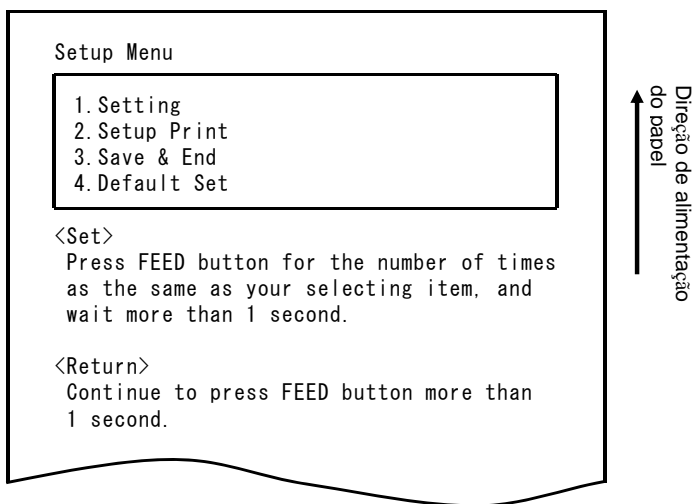 Setup Menu
1.Setting
2.Setup Print
3.Save & End
4.Default Set
<Set>
Press FEED button for the number of times
as the same as your selecting item, and
wait more than 1 second.
<Return>
Continue to press FEED button more than
1 second.
Direção de alimentação
do papel